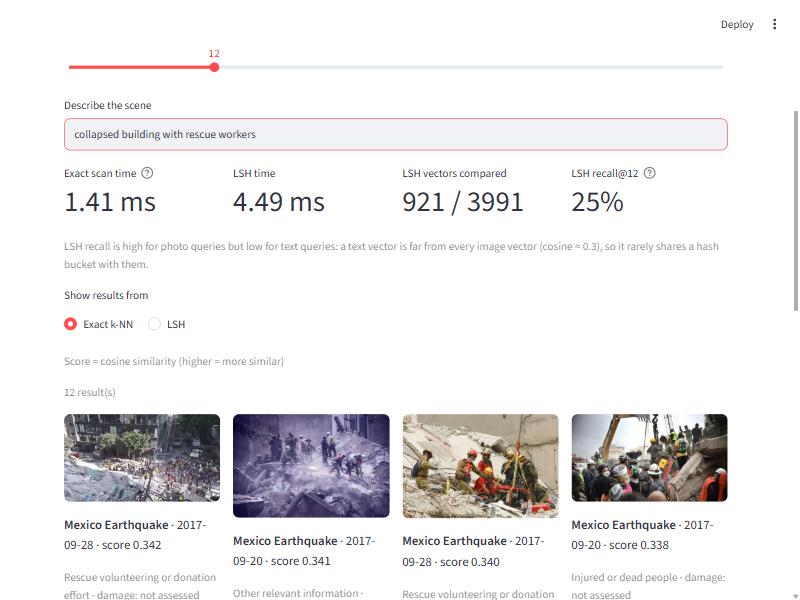 Deploy
12
Describe the scene
collapsed building with rescue workers
Exact scan time
LSH time
LSH vectors compared
LSH recall@12
1.41 ms
4.49 ms
921 / 3991
25%
LSH recall is high for photo queries but low for text queries: a text vector is far from every image vector (cosine ≈ 0.3), so it rarely shares a hash
bucket with them.
Show results from
Exact k-NN
LSH
Score = cosine similarity (higher = more similar)
12 result(s)
Mexico Earthquake · 2017-
09-28 · score 0.342
Rescue volunteering or donation
effort · damage:
not assessed
Mexico Earthquake · 2017-
09-20 · score 0.341
Other relevant information ·
Mexico Earthquake · 2017-
09-28 · score 0.340
Rescue volunteering or donation
Mexico Earthquake · 2017-
09-20 · score 0.338
Injured or dead people · damage:
not assessed